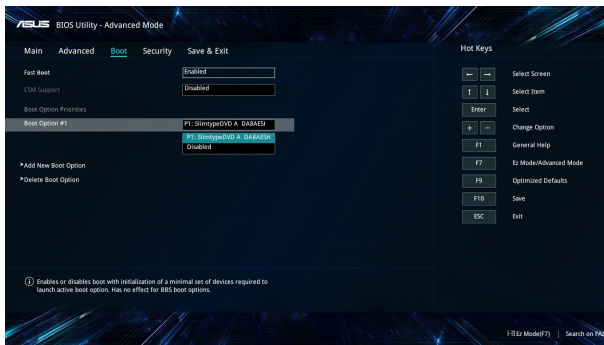 ASUS BIOS Utility - Advanced Mode
Main Advanced Boot Security Save & Exit
Hot Keys
Fast Boot Enabled
CSM Support Disabled
Boot Option Priorities
Boot Option #1 P1: SlimtypeDVD A DA8AESH
P1: SlimtypeDVD A DA8AESH
Disabled
Add New Boot Option
Delete Boot Option
← → Select Screen
↑ ↓ Select Item
Enter Select
+ − Change Option
F1 General Help
F7 Ez Mode/Advanced Mode
F9 Optimized Defaults
F10 Save
ESC Exit
Enables or disables boot with initialization of a minimal set of devices required to
launch active boot option. Has no effect for BBS boot options.
Ez Mode(F7) | Search on FAQ